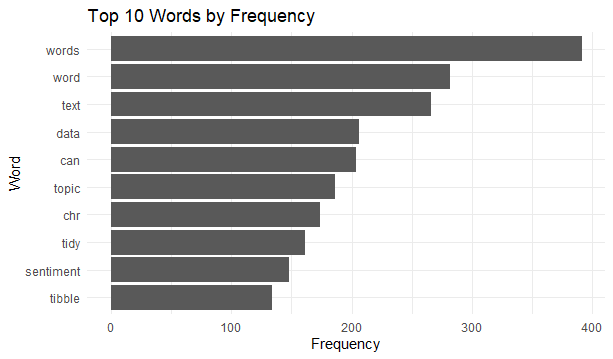 Top 10 Words by Frequency
words
word
text
data
can
topic
chr
tidy
sentiment
tibble
Word
0 100 200 300 400
Frequency